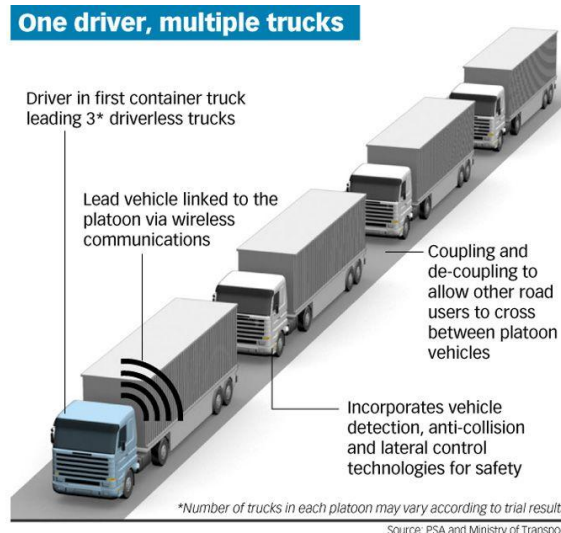 One driver, multiple trucks
Driver in first container truck
leading 3* driverless trucks
Lead vehicle linked to the
platoon via wireless
communications
Coupling and
de-coupling to
allow other road
users to cross
between platoon
vehicles
Incorporates vehicle
detection, anti-collision
and lateral control
technologies for safety
*Number of trucks in each platoon may vary according to trial result
Source: PSA and Ministry of Transpo